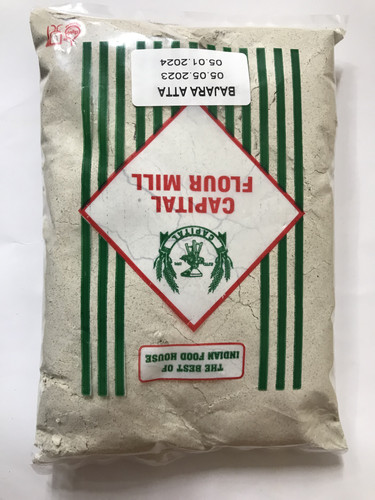 THE BEST OF
INDIAN FOOD HOUSE
CAPITAL
CAPITAL
FLOUR MILL
BAJARA ATTA
05.05.2023
05.01.2024